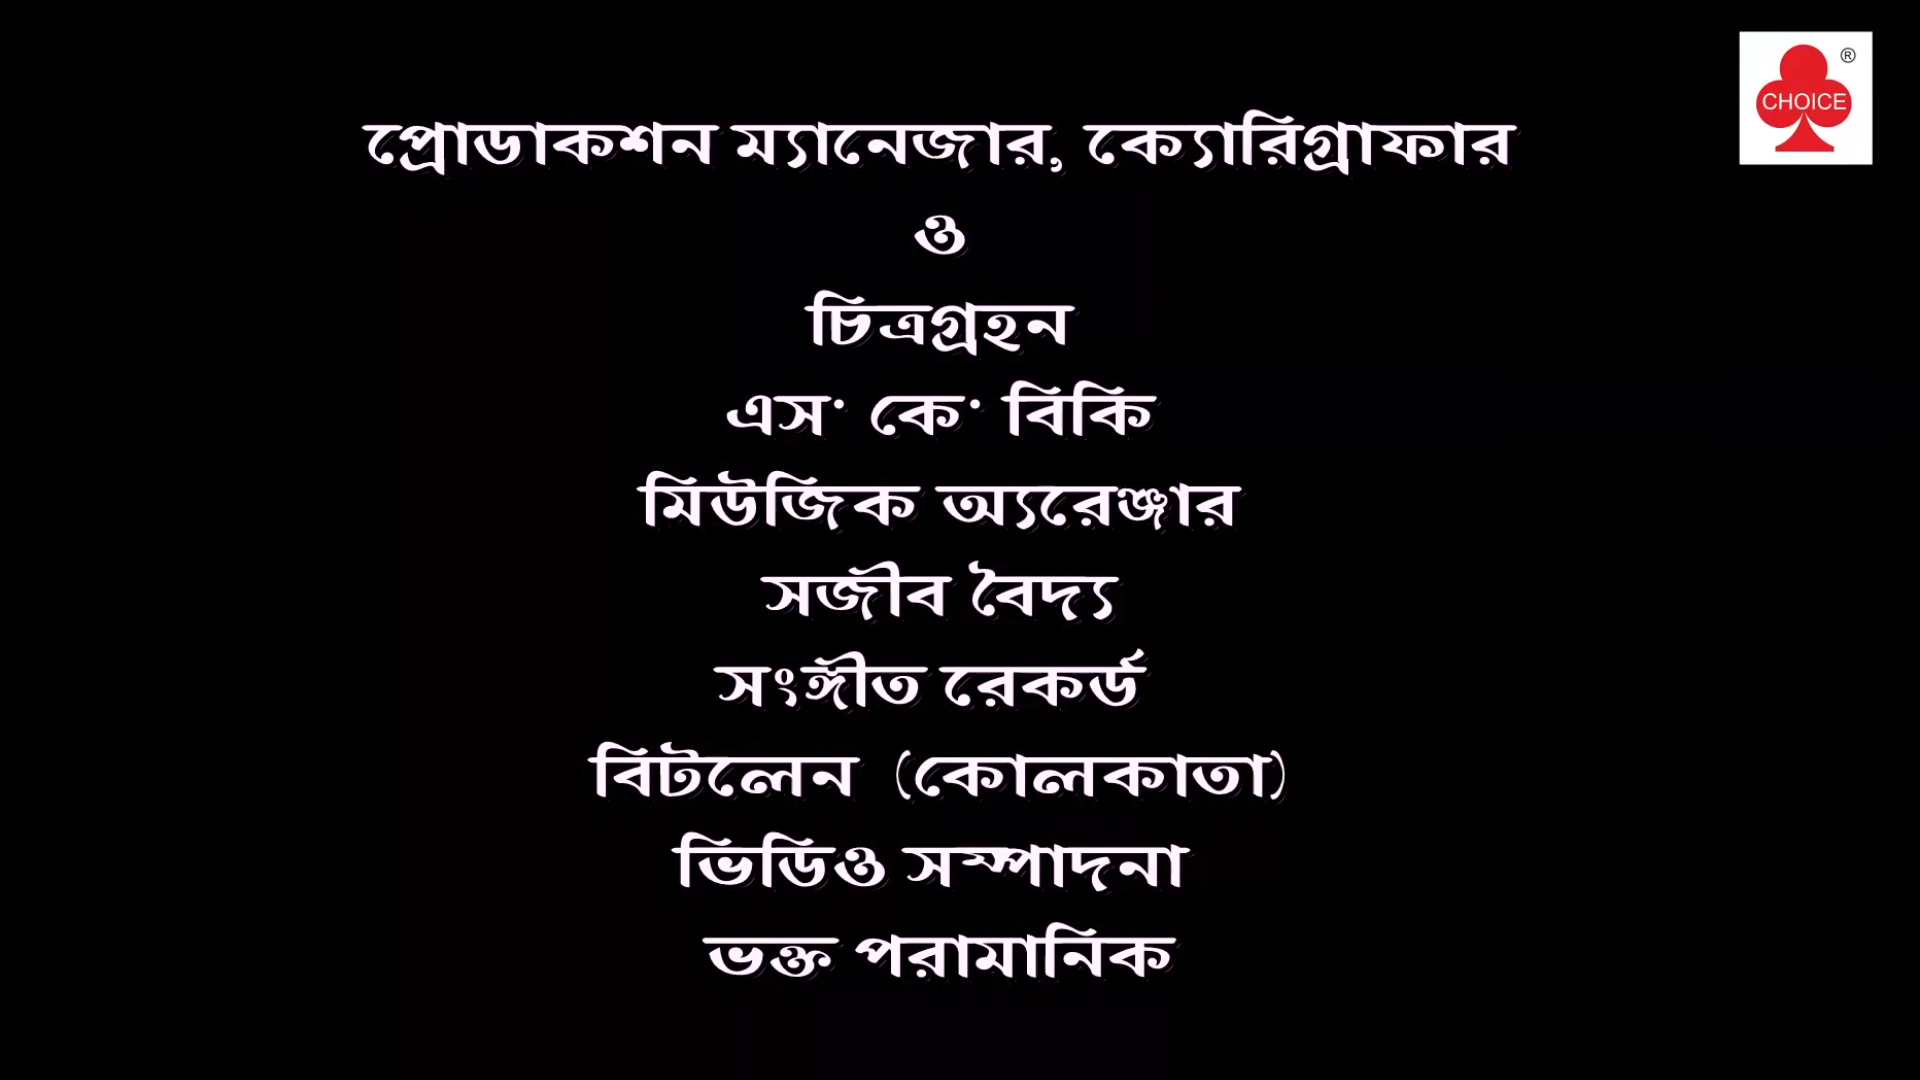 প্রোডাকশন ম্যানেজার, ক্যোরিগ্রাফার
ও
চিত্রগ্রহন
এস· কে· বিকি
মিউজিক অ্যরেঞ্জার
সজীব বৈদ্য
সংঙ্গীত রেকর্ড
বিটলেন (কোলকাতা)
ভিডিও সম্পাদনা
ভক্ত পরামানিক
CHOICE ®